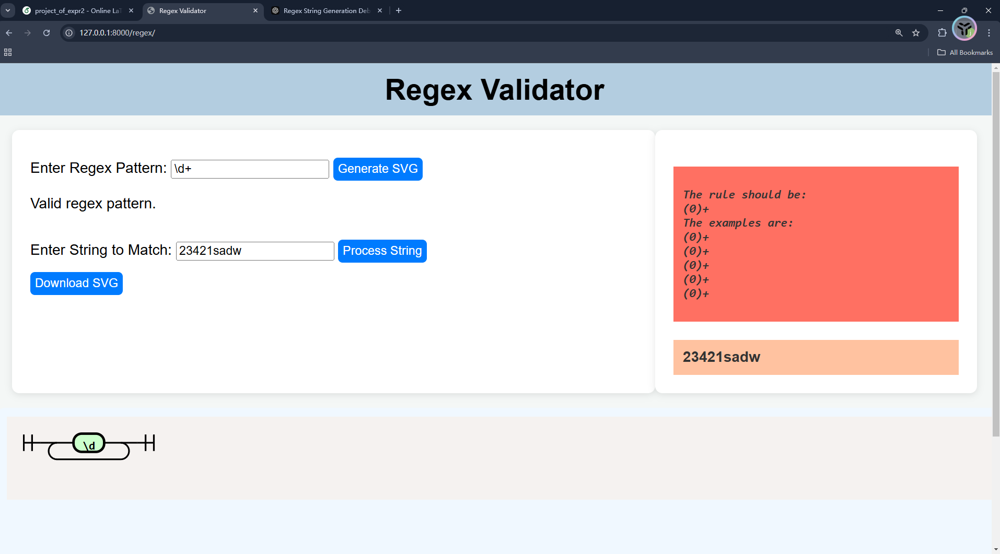 project_of_expr2 - Online LaT
Regex Validator
Regex String Generation Deb
127.0.0.1:8000/regex/
All Bookmarks
Regex Validator
Enter Regex Pattern: \d+ Generate SVG
Valid regex pattern.
Enter String to Match: 23421sadw Process String
Download SVG
The rule should be:
(0)+
The examples are:
(0)+
(0)+
(0)+
(0)+
(0)+
23421sadw
\d